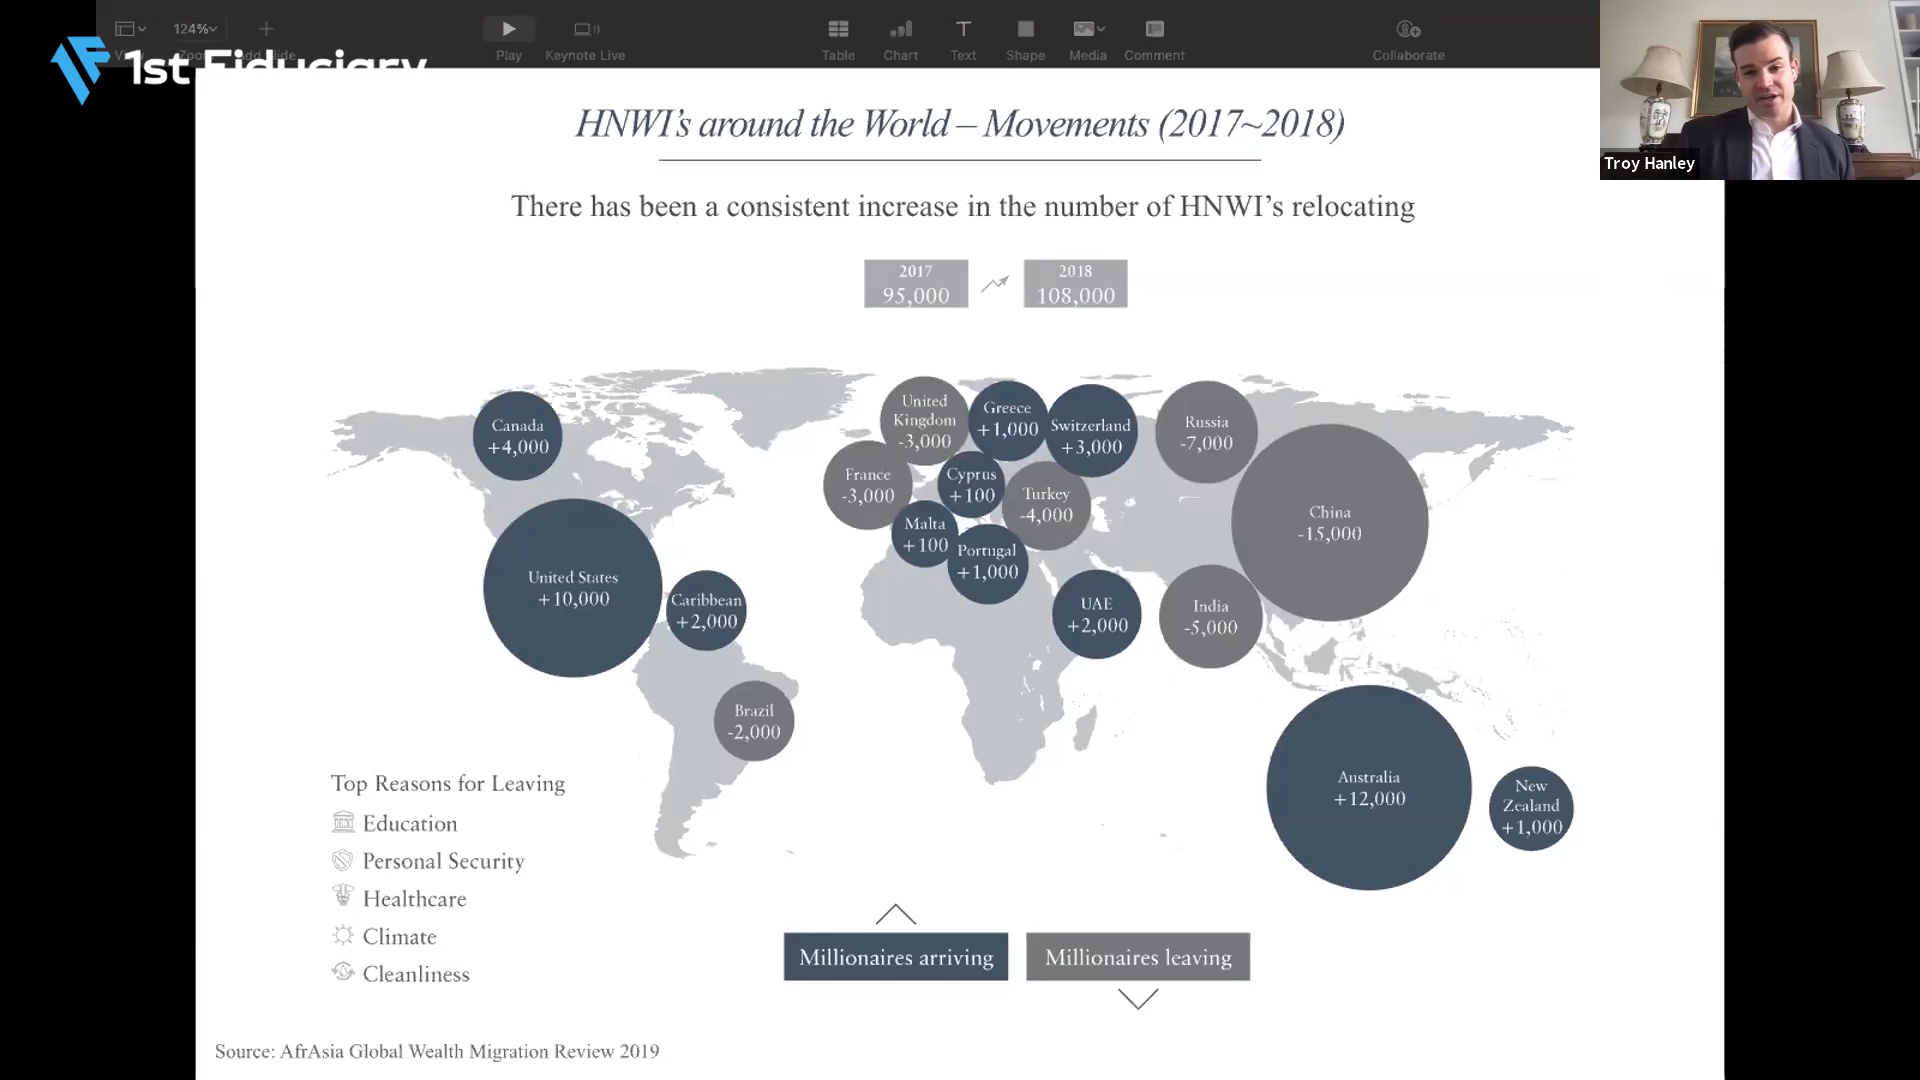 124%
Play
Keynote Live
Table
Chart
Text
Shape
Media
Comment
Collaborate
1st Fiduciary
Troy Hanley
HNWI's around the World – Movements (2017~2018)
There has been a consistent increase in the number of HNWI's relocating
2017
95,000
2018
108,000
Canada
+4,000
United States
+10,000
Caribbean
+2,000
Brazil
-2,000
United
Kingdom
-3,000
Greece
+1,000
Switzerland
+3,000
France
-3,000
Cyprus
+100
Turkey
-4,000
Malta
+100
Portugal
+1,000
Russia
-7,000
China
-15,000
UAE
+2,000
India
-5,000
Australia
+12,000
New
Zealand
+1,000
Top Reasons for Leaving
Education
Personal Security
Healthcare
Climate
Cleanliness
Millionaires arriving
Millionaires leaving
Source: AfrAsia Global Wealth Migration Review 2019